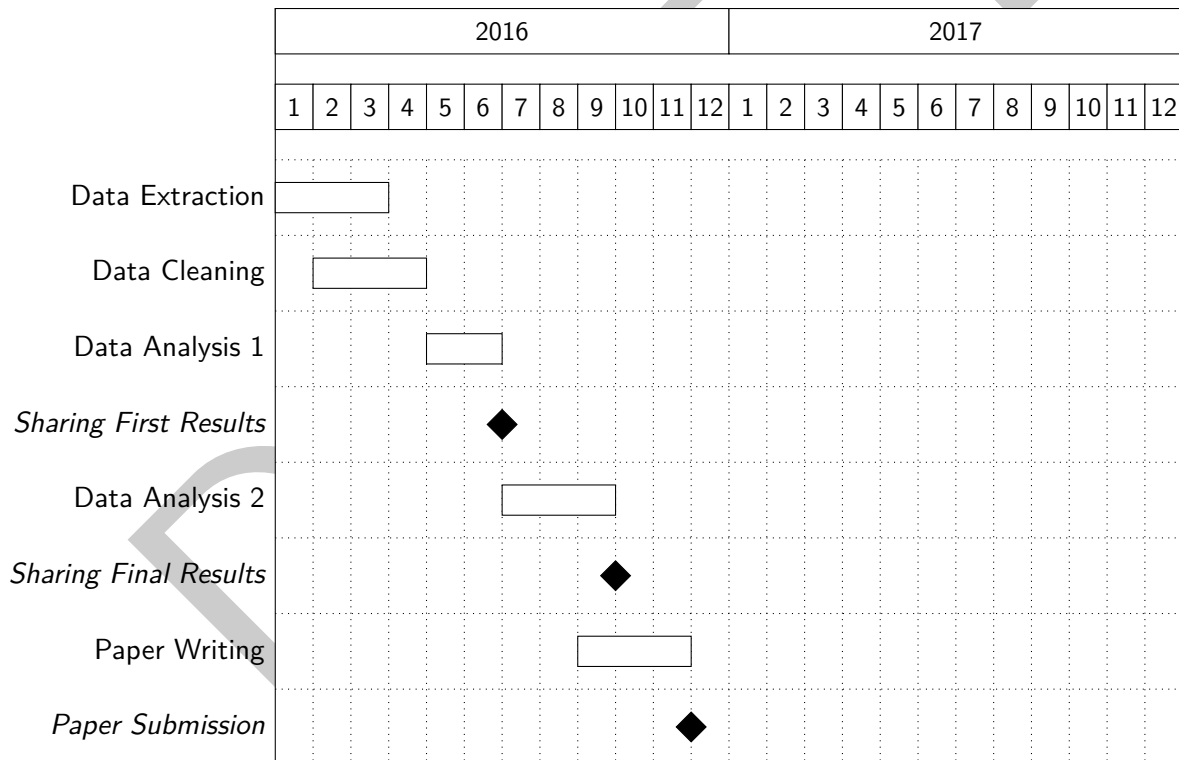 2016 2017
1 2 3 4 5 6 7 8 9 10 11 12 1 2 3 4 5 6 7 8 9 10 11 12
Data Extraction
Data Cleaning
Data Analysis 1
Sharing First Results
Data Analysis 2
Sharing Final Results
Paper Writing
Paper Submission